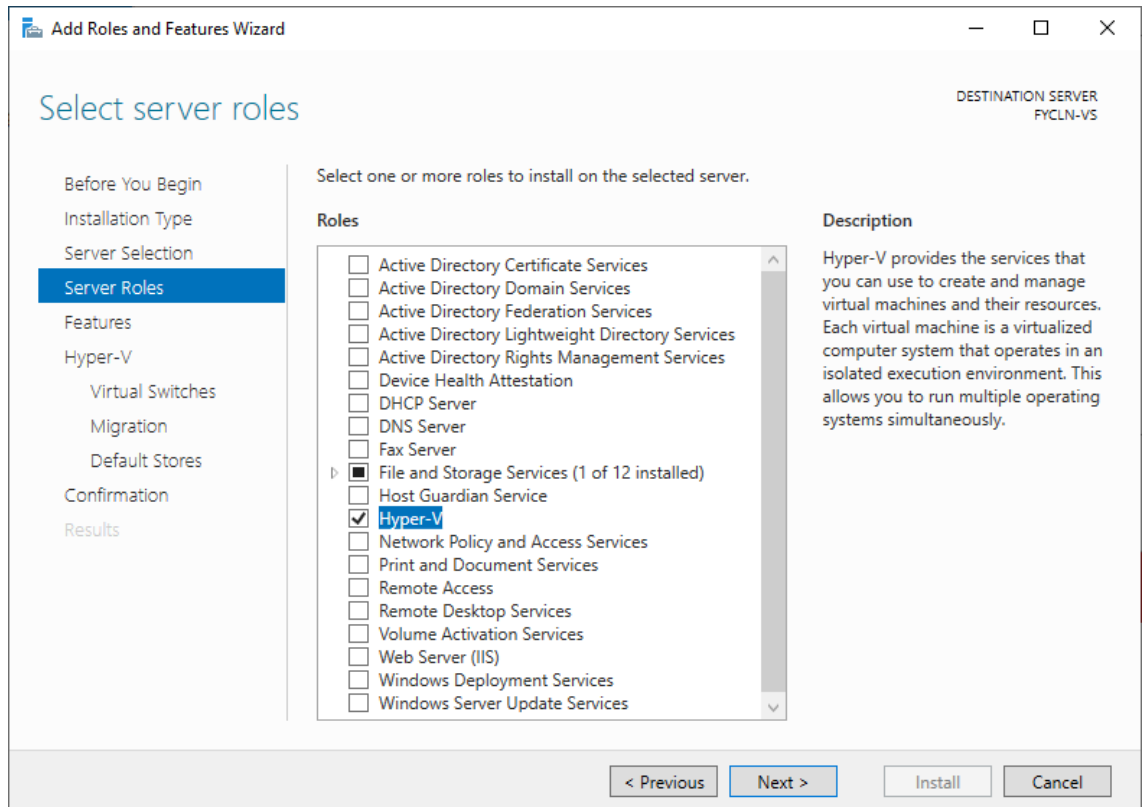 Add Roles and Features Wizard
Select server roles
DESTINATION SERVER
FYCLN-VS
Before You Begin
Installation Type
Server Selection
Server Roles
Features
Hyper-V
Virtual Switches
Migration
Default Stores
Confirmation
Results
Select one or more roles to install on the selected server.
Roles
Active Directory Certificate Services
Active Directory Domain Services
Active Directory Federation Services
Active Directory Lightweight Directory Services
Active Directory Rights Management Services
Device Health Attestation
DHCP Server
DNS Server
Fax Server
File and Storage Services (1 of 12 installed)
Host Guardian Service
Hyper-V
Network Policy and Access Services
Print and Document Services
Remote Access
Remote Desktop Services
Volume Activation Services
Web Server (IIS)
Windows Deployment Services
Windows Server Update Services
Description
Hyper-V provides the services that
you can use to create and manage
virtual machines and their resources.
Each virtual machine is a virtualized
computer system that operates in an
isolated execution environment. This
allows you to run multiple operating
systems simultaneously.
< Previous
Next >
Install
Cancel